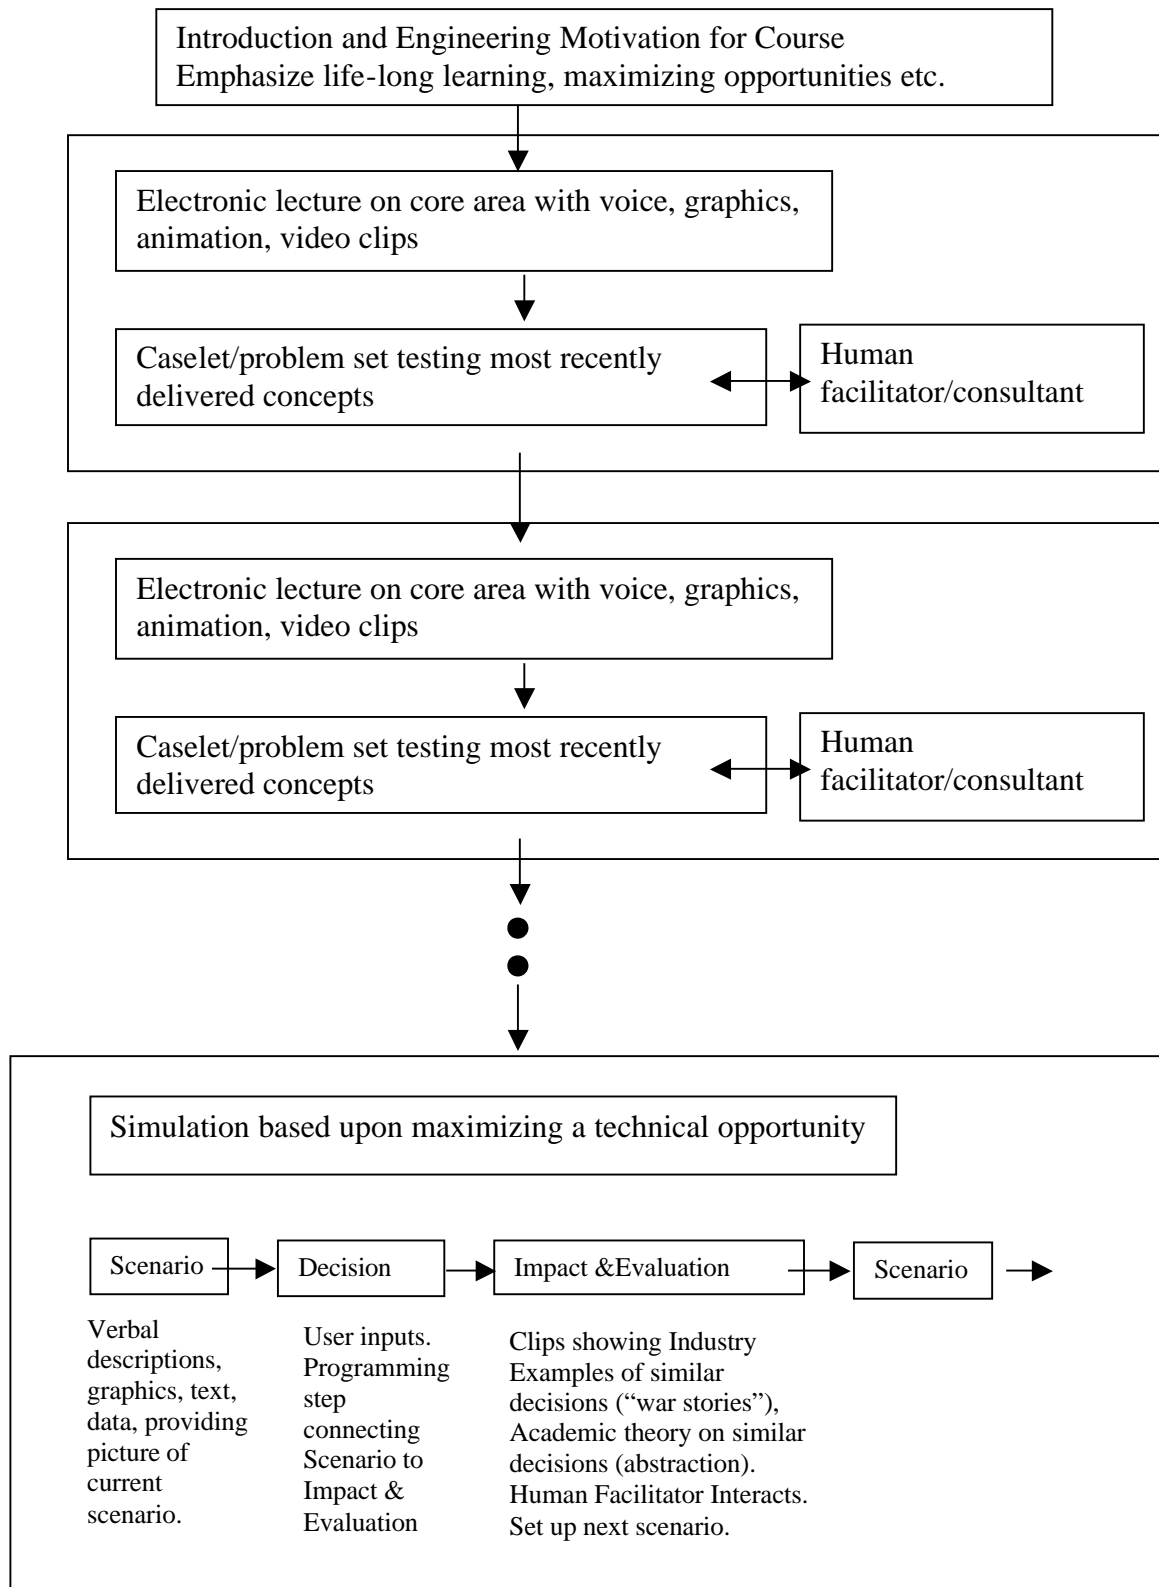 Introduction and Engineering Motivation for Course
Emphasize life-long learning, maximizing opportunities etc.
Electronic lecture on core area with voice, graphics,
animation, video clips
Caselet/problem set testing most recently
delivered concepts
Human
facilitator/consultant
Electronic lecture on core area with voice, graphics,
animation, video clips
Caselet/problem set testing most recently
delivered concepts
Human
facilitator/consultant
Simulation based upon maximizing a technical opportunity
Scenario
Decision
Impact &Evaluation
Scenario
Verbal
descriptions,
graphics, text,
data, providing
picture of
current
scenario.
User inputs.
Programming
step
connecting
Scenario to
Impact &
Evaluation
Clips showing Industry
Examples of similar
decisions (“war stories”),
Academic theory on similar
decisions (abstraction).
Human Facilitator Interacts.
Set up next scenario.